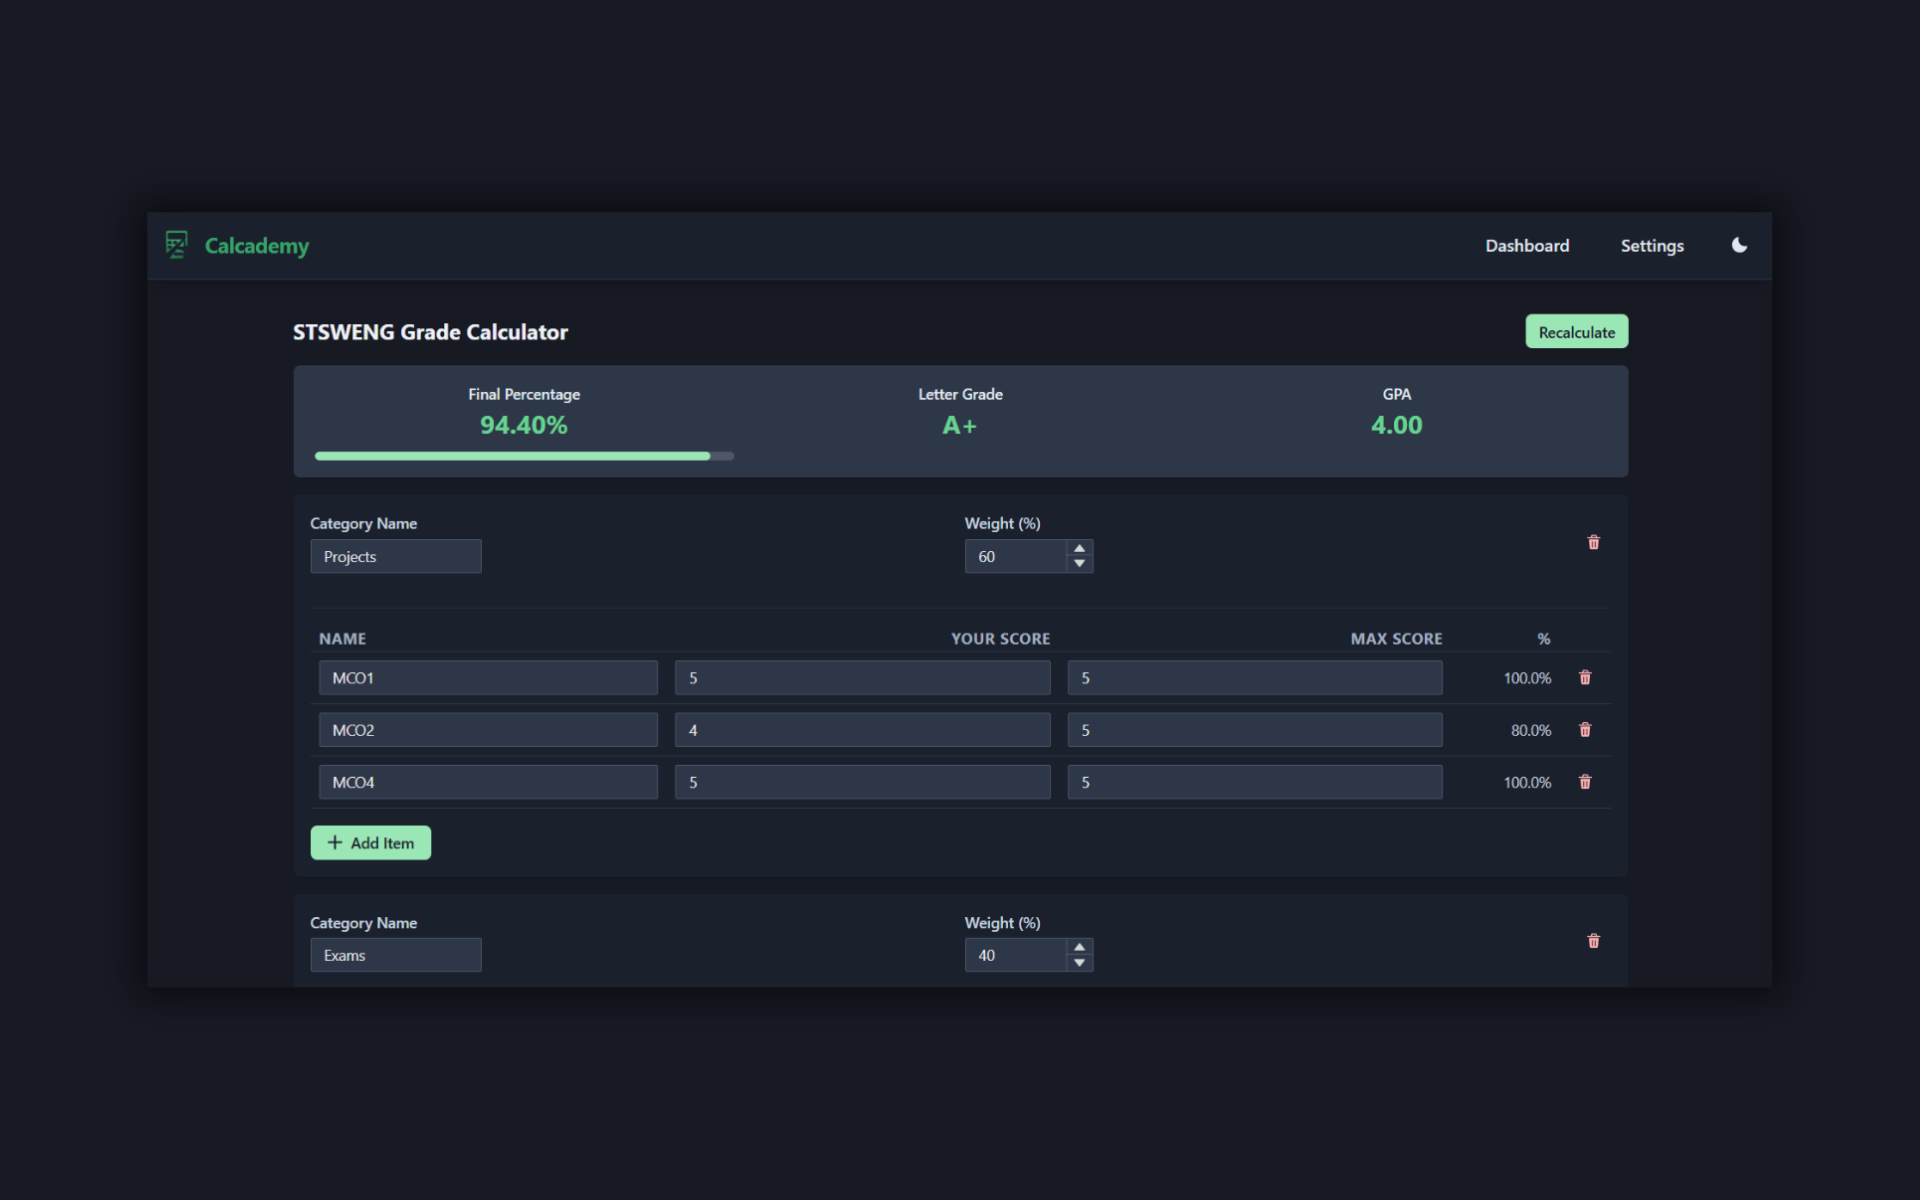 Calcademy
Dashboard
Settings
STSWENG Grade Calculator
Recalculate
Final Percentage
94.40%
Letter Grade
A+
GPA
4.00
Category Name
Projects
Weight (%)
60
NAME YOUR SCORE MAX SCORE %
MCO1 5 5 100.0%
MCO2 4 5 80.0%
MCO4 5 5 100.0%
+ Add Item
Category Name
Exams
Weight (%)
40